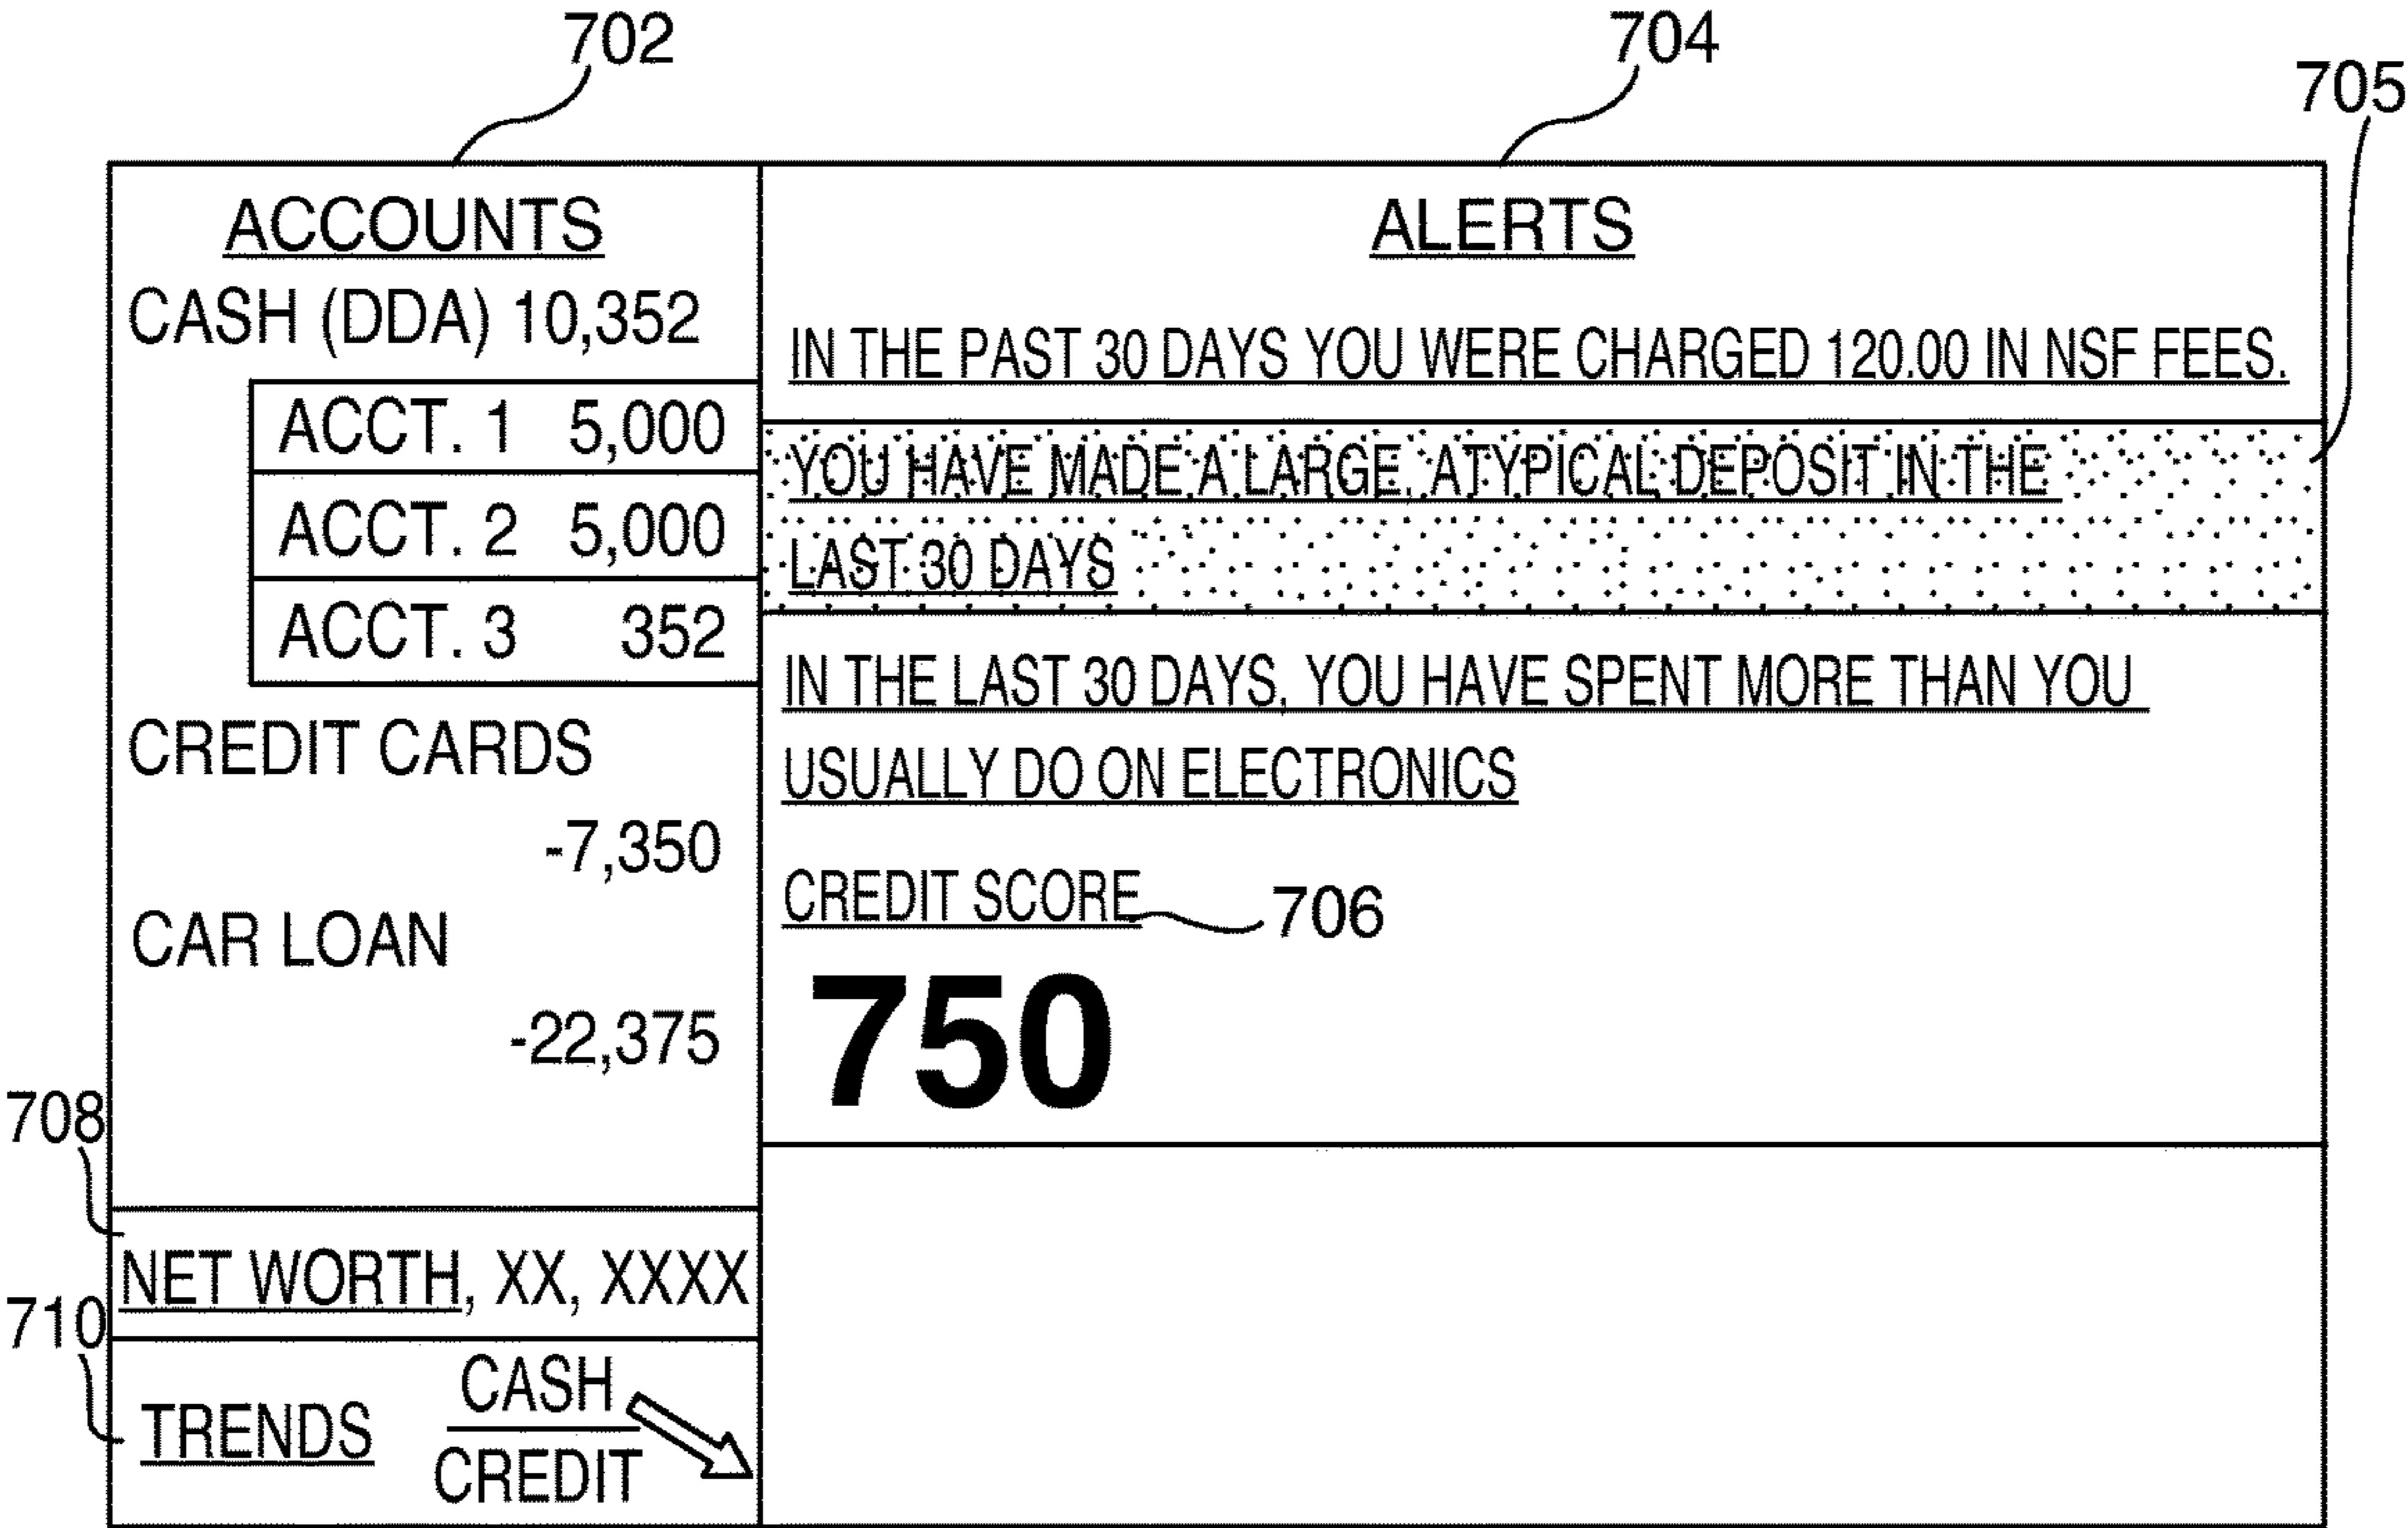 702
704
705
ACCOUNTS
CASH (DDA) 10,352
ACCT. 1 5,000
ACCT. 2 5,000
ACCT. 3 352
CREDIT CARDS
-7,350
CAR LOAN
-22,375
708
NET WORTH, XX, XXXX
710
TRENDS
CASH
CREDIT
ALERTS
IN THE PAST 30 DAYS YOU WERE CHARGED 120.00 IN NSF FEES.
YOU HAVE MADE A LARGE, ATYPICAL DEPOSIT IN THE
LAST 30 DAYS
IN THE LAST 30 DAYS, YOU HAVE SPENT MORE THAN YOU
USUALLY DO ON ELECTRONICS
CREDIT SCORE 706
750